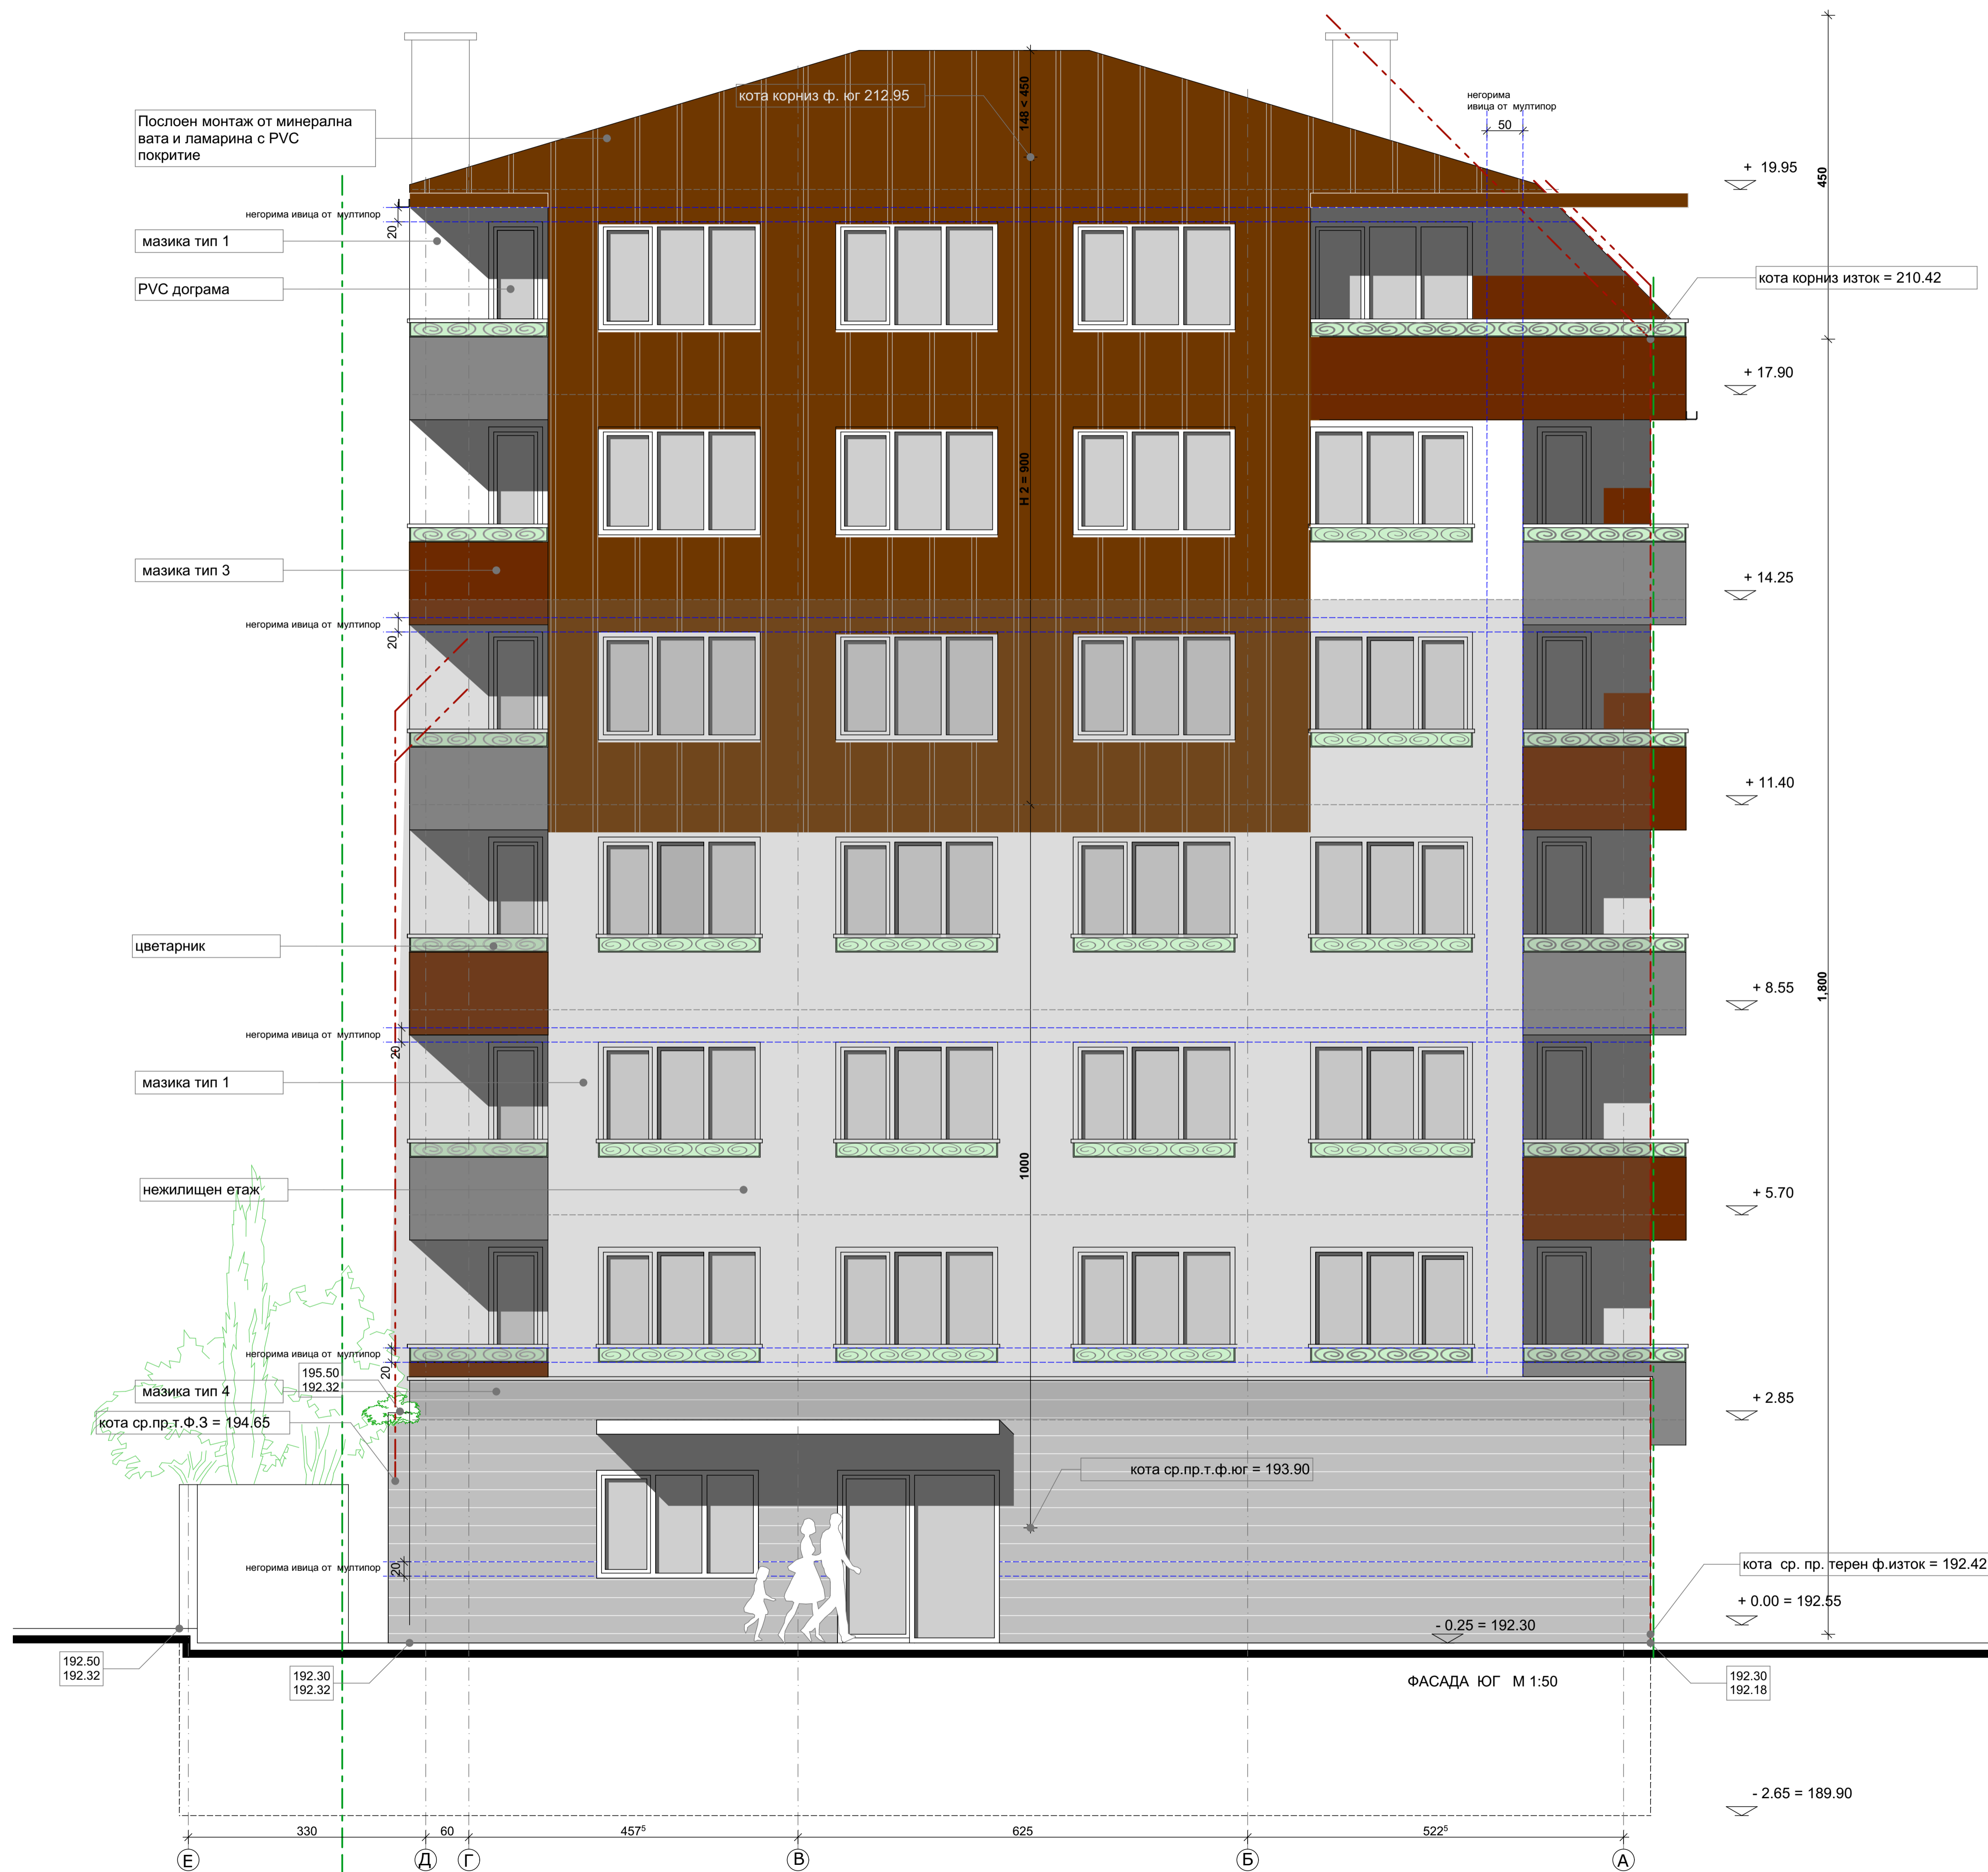 кота корниз ф. юг 212.95
148 < 450
негорима
ивица от мултипор
50
Послоен монтаж от минерална
вата и ламарина с PVC
покритие
+ 19.95
450
негорима ивица от мултипор
20
мазика тип 1
PVC дограма
кота корниз изток = 210.42
+ 17.90
H 2 = 900
мазика тип 3
+ 14.25
негорима ивица от мултипор
20
+ 11.40
цветарник
+ 8.55
1,800
негорима ивица от мултипор
20
мазика тип 1
1000
нежилищен етаж
+ 5.70
негорима ивица от мултипор
20
195.50
192.32
мазика тип 4
+ 2.85
кота ср.пр.т.Ф.З = 194.65
кота ср.пр.т.ф.юг = 193.90
негорима ивица от мултипор
20
кота ср. пр. терен ф.изток = 192.42
+ 0.00 = 192.55
- 0.25 = 192.30
192.50
192.32
192.30
192.32
ФАСАДА ЮГ М 1:50
192.30
192.18
- 2.65 = 189.90
330
60
457⁵
625
522⁵
Е
Д
Г
В
Б
А